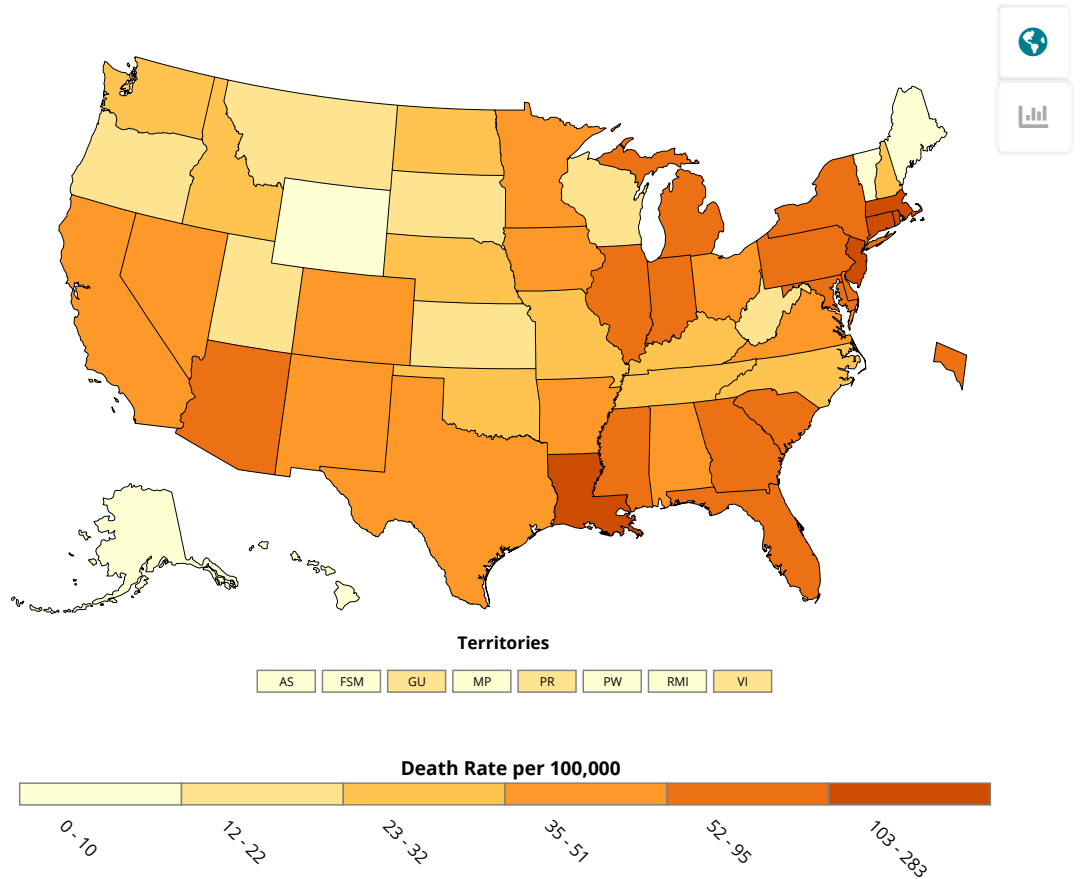 Territories
AS FSM GU MP PR PW RMI VI
Death Rate per 100,000
0 - 10 12 - 22 23 - 32 35 - 51 52 - 95 103 - 283